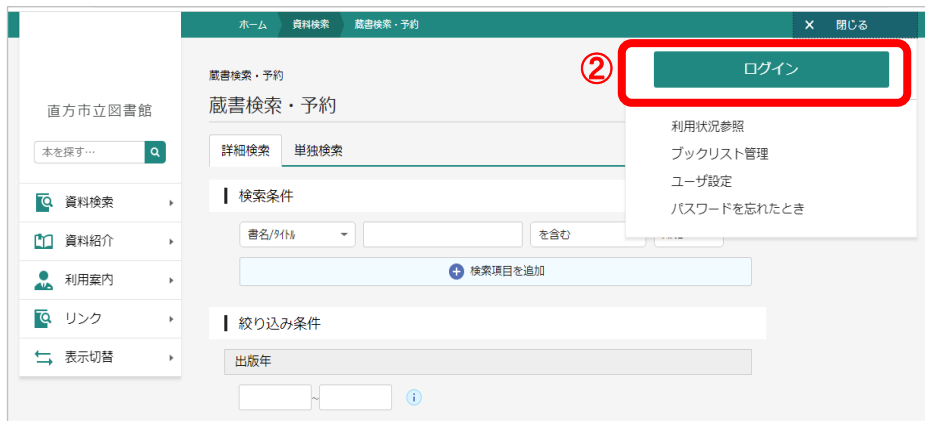 ホーム 資料検索 蔵書検索・予約 × 閉じる
② ログイン
利用状況参照
ブックリスト管理
ユーザ設定
パスワードを忘れたとき
直方市立図書館
本を探す…
資料検索
資料紹介
利用案内
リンク
表示切替
蔵書検索・予約
蔵書検索・予約
詳細検索 単独検索
検索条件
書名/タイトル を含む
検索項目を追加
絞り込み条件
出版年
~